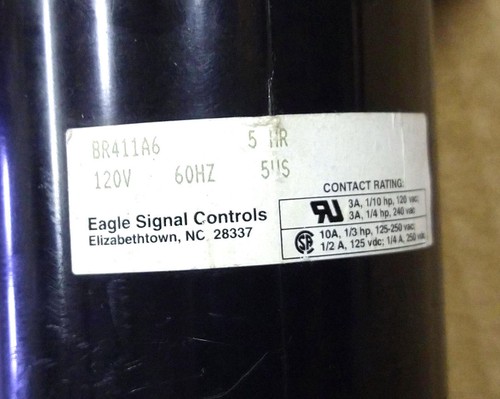 BR411A6 5 HR
120V 60HZ 5US
Eagle Signal Controls
Elizabethtown, NC 28337
CONTACT RATING:
3A, 1/10 hp, 120 vac;
3A, 1/4 hp, 240 vac
10A, 1/3 hp, 125-250 vac;
1/2 A, 125 vdc; 1/4 A, 250 vdc